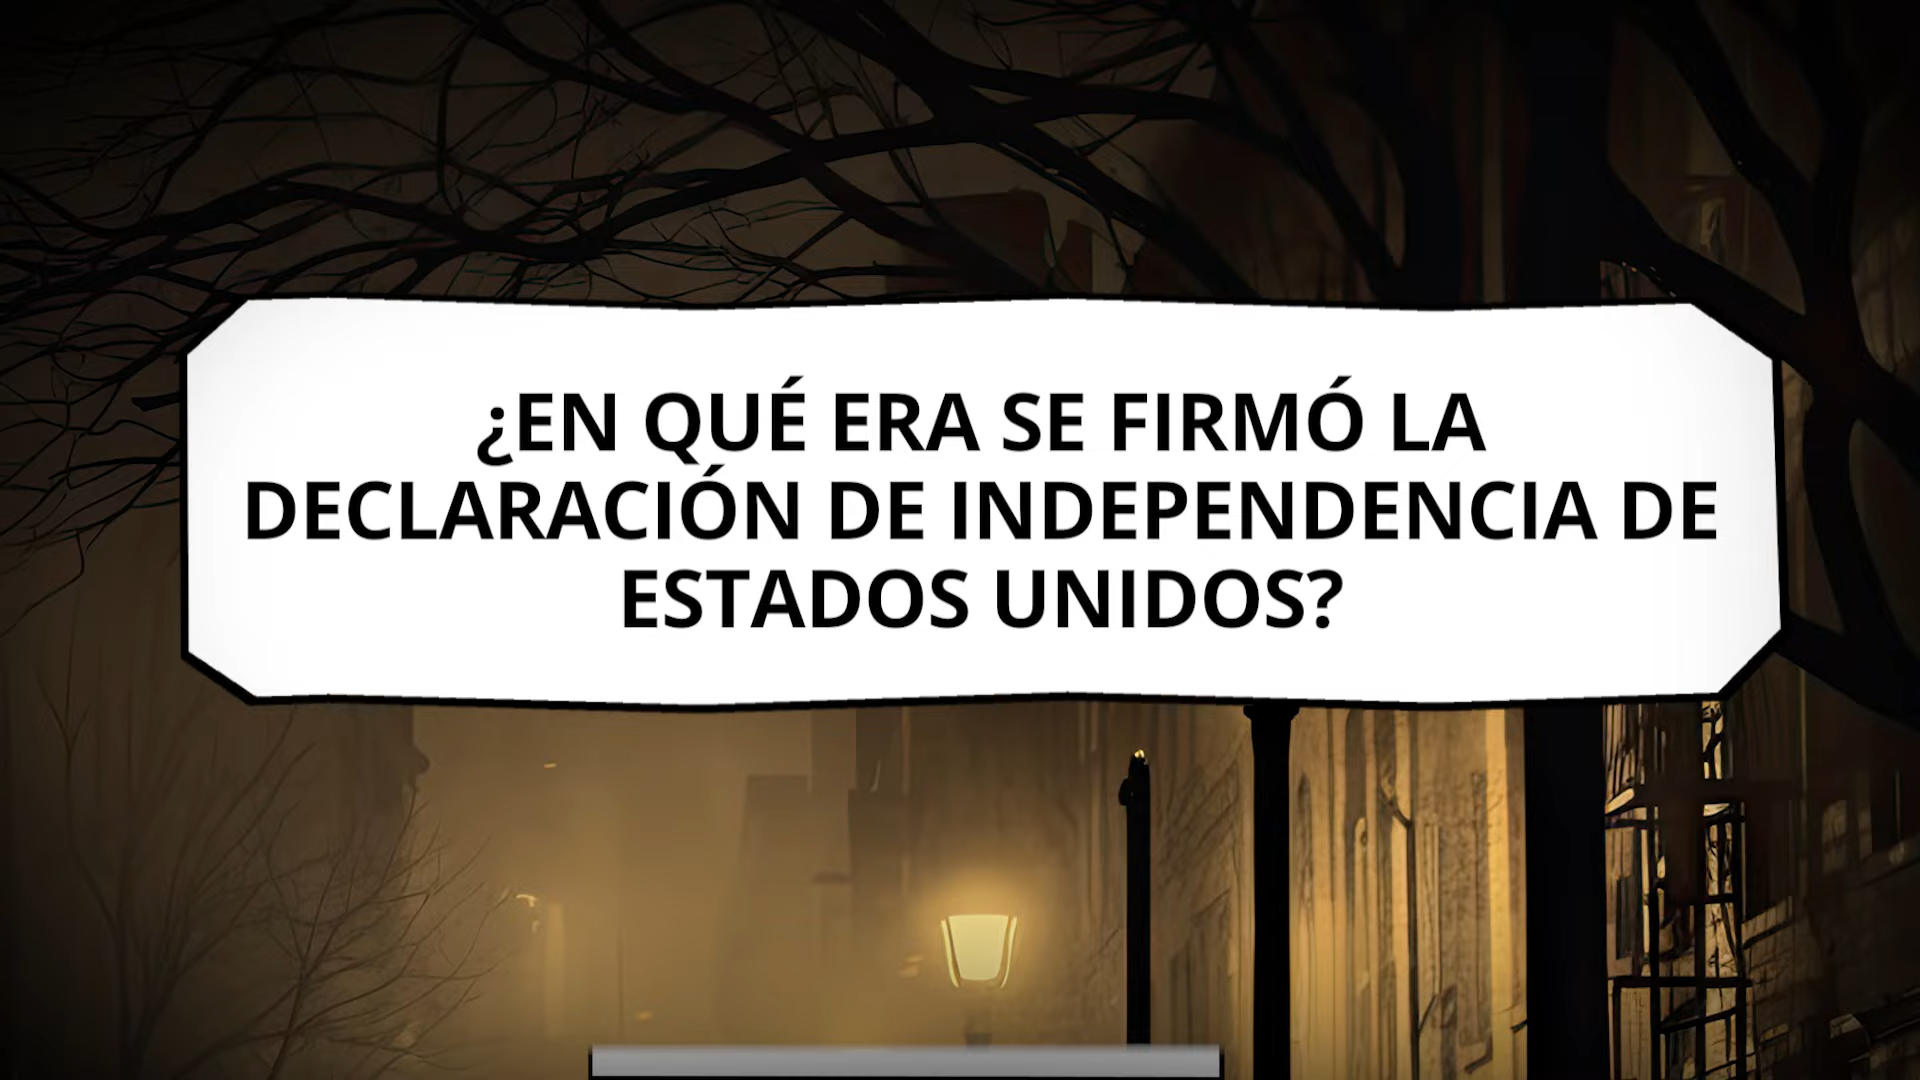 ¿EN QUÉ ERA SE FIRMÓ LA
DECLARACIÓN DE INDEPENDENCIA DE
ESTADOS UNIDOS?